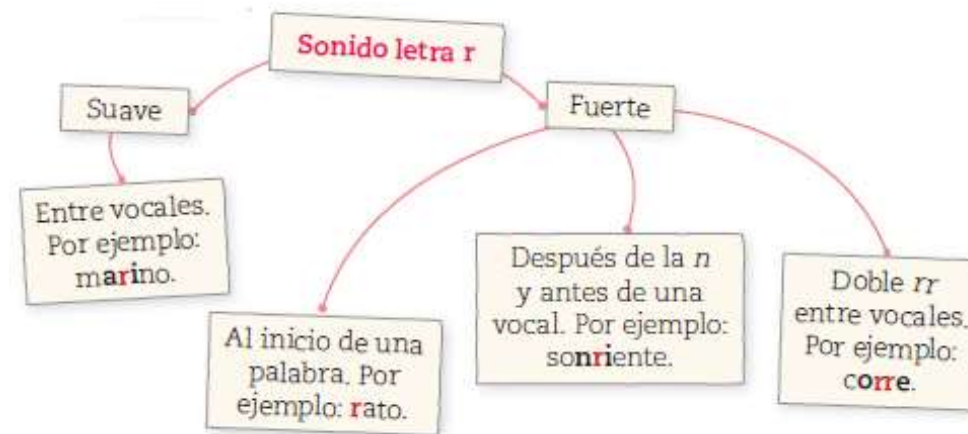 Sonido letra r
Suave
Fuerte
Entre vocales.
Por ejemplo:
marino.
Al inicio de una
palabra. Por
ejemplo: rato.
Después de la n
y antes de una
vocal. Por ejemplo:
sonriente.
Doble rr
entre vocales.
Por ejemplo:
corre.